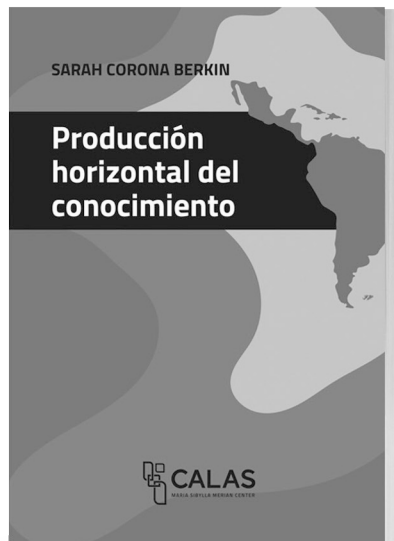 SARAH CORONA BERKIN
Producción
horizontal del
conocimiento
CALAS
MARIA SIBYLLA MERIAN CENTER